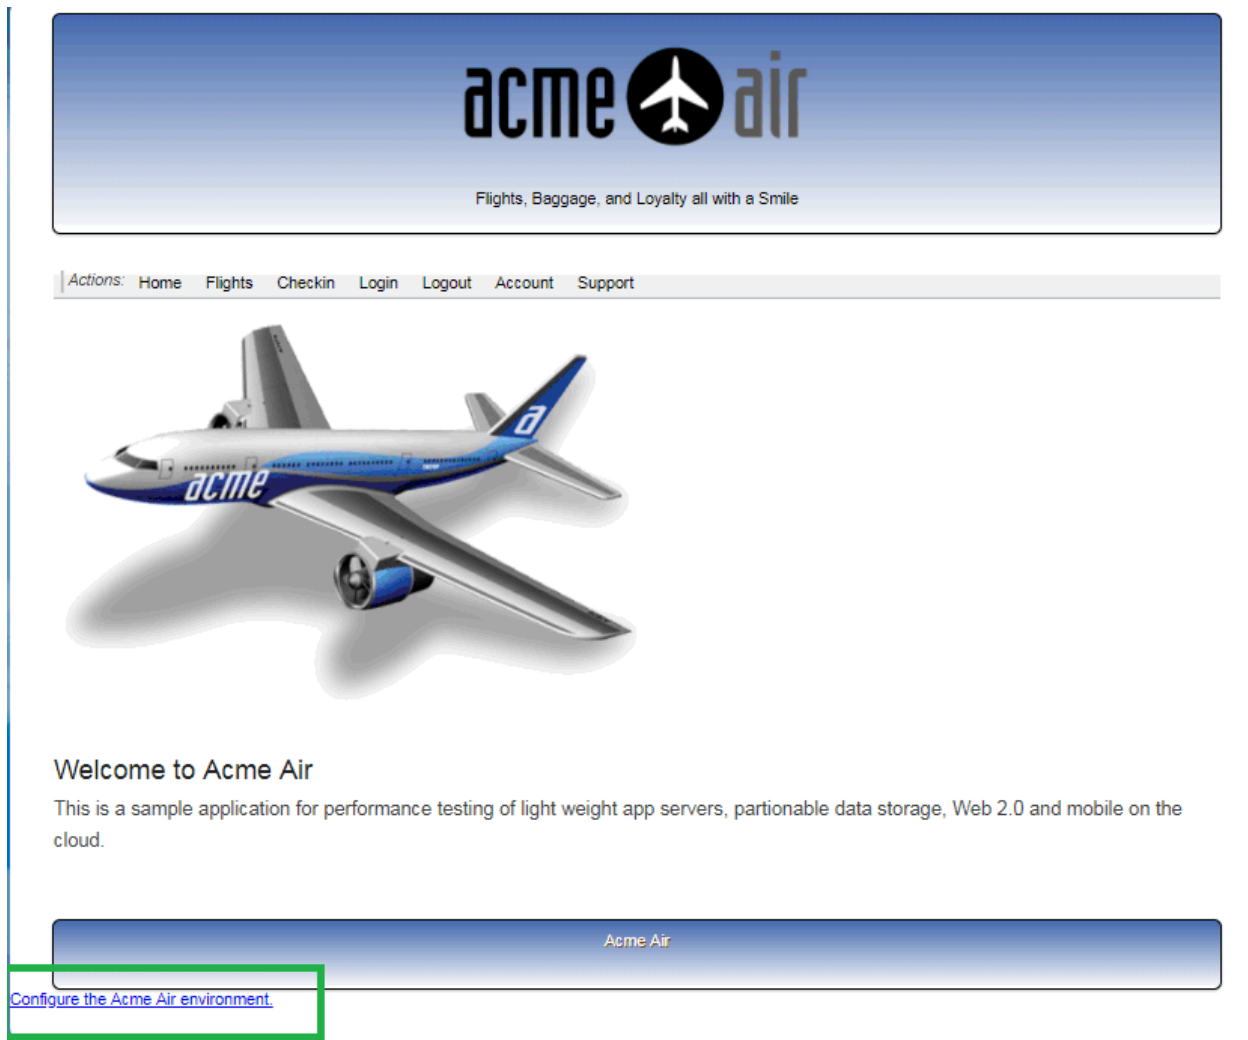 acme air
Flights, Baggage, and Loyalty all with a Smile
Actions: Home Flights Checkin Login Logout Account Support
a
acme
Welcome to Acme Air
This is a sample application for performance testing of light weight app servers, partionable data storage, Web 2.0 and mobile on the
cloud.
Acme Air
Configure the Acme Air environment.